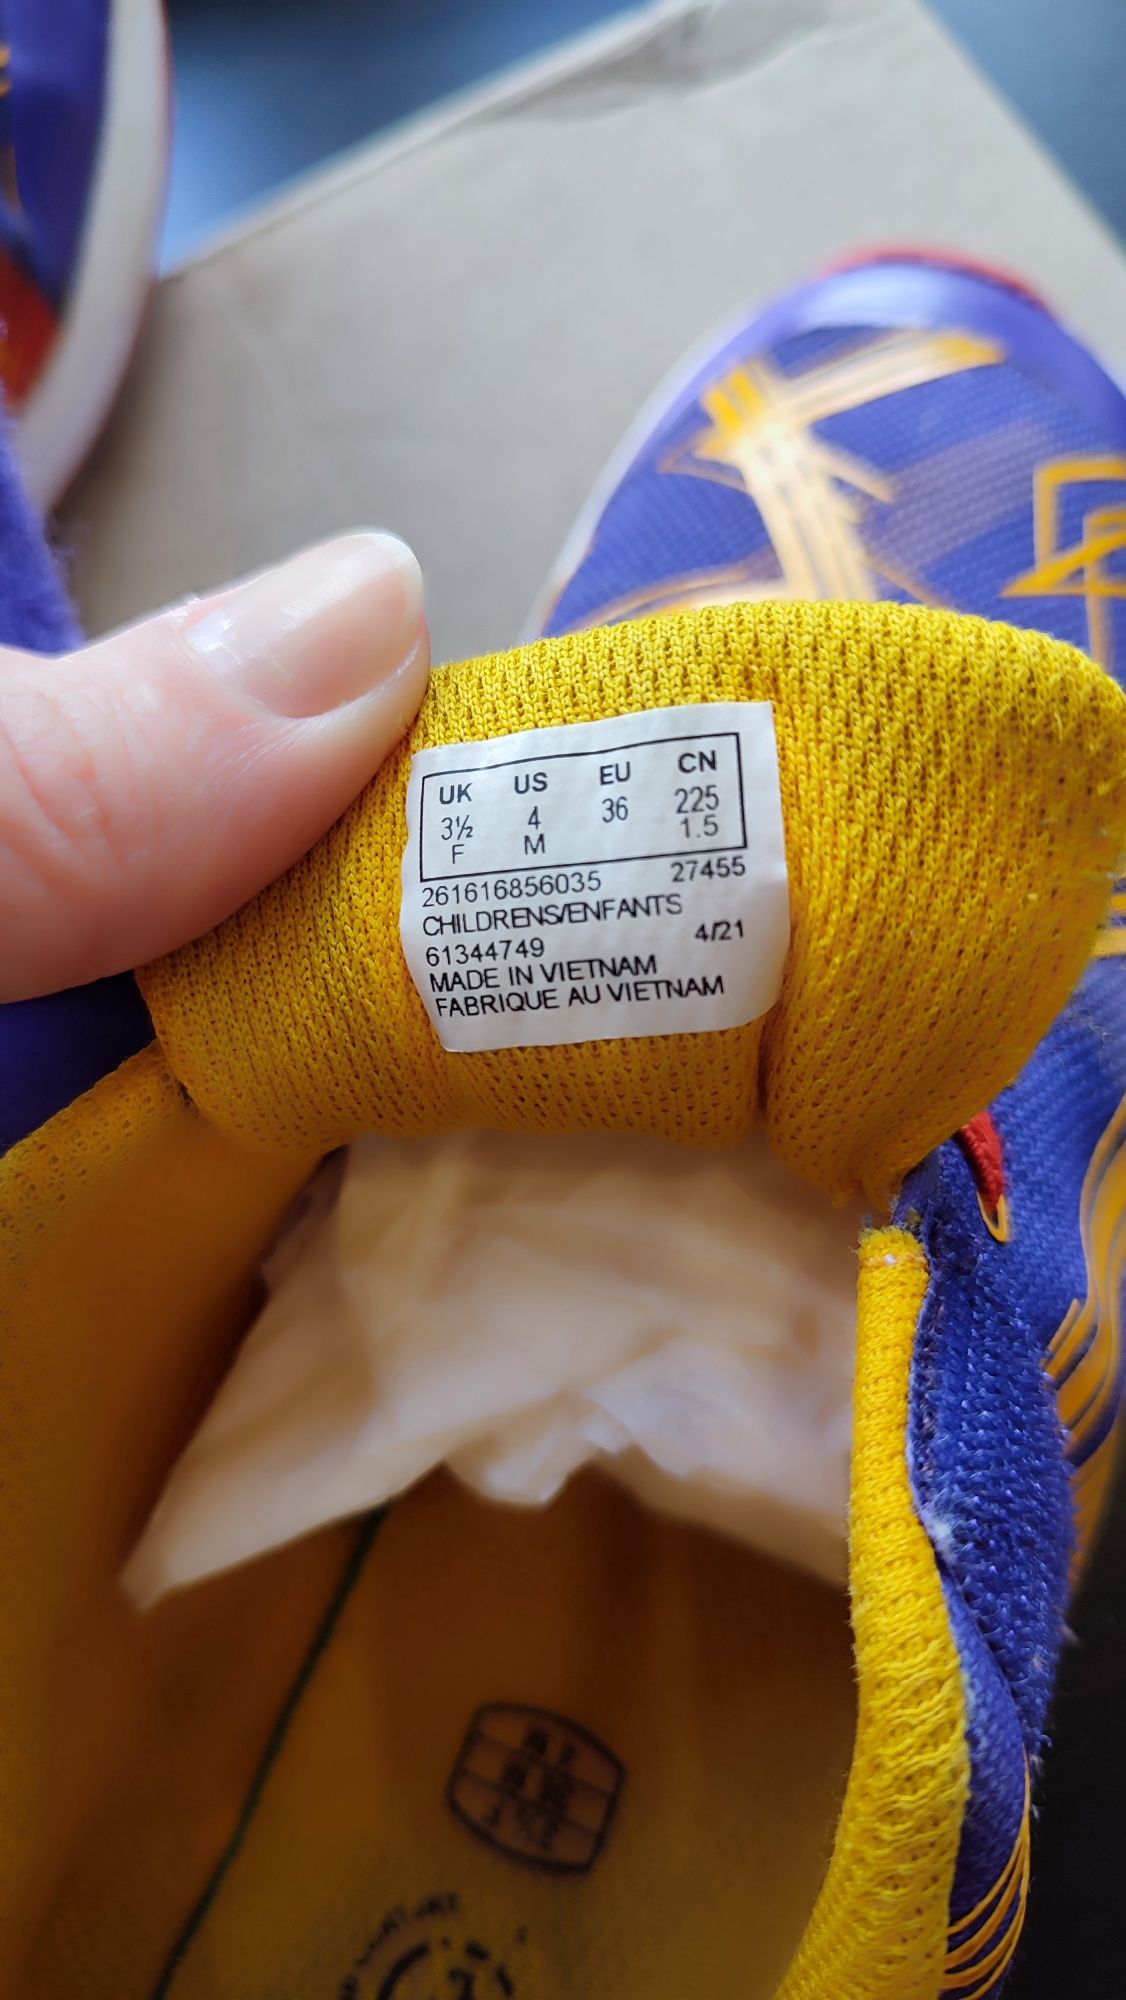 UK US EU CN
3½ 4 36 225
F M 1.5
261616856035 27455
CHILDRENS/ENFANTS
61344749 4/21
MADE IN VIETNAM
FABRIQUE AU VIETNAM